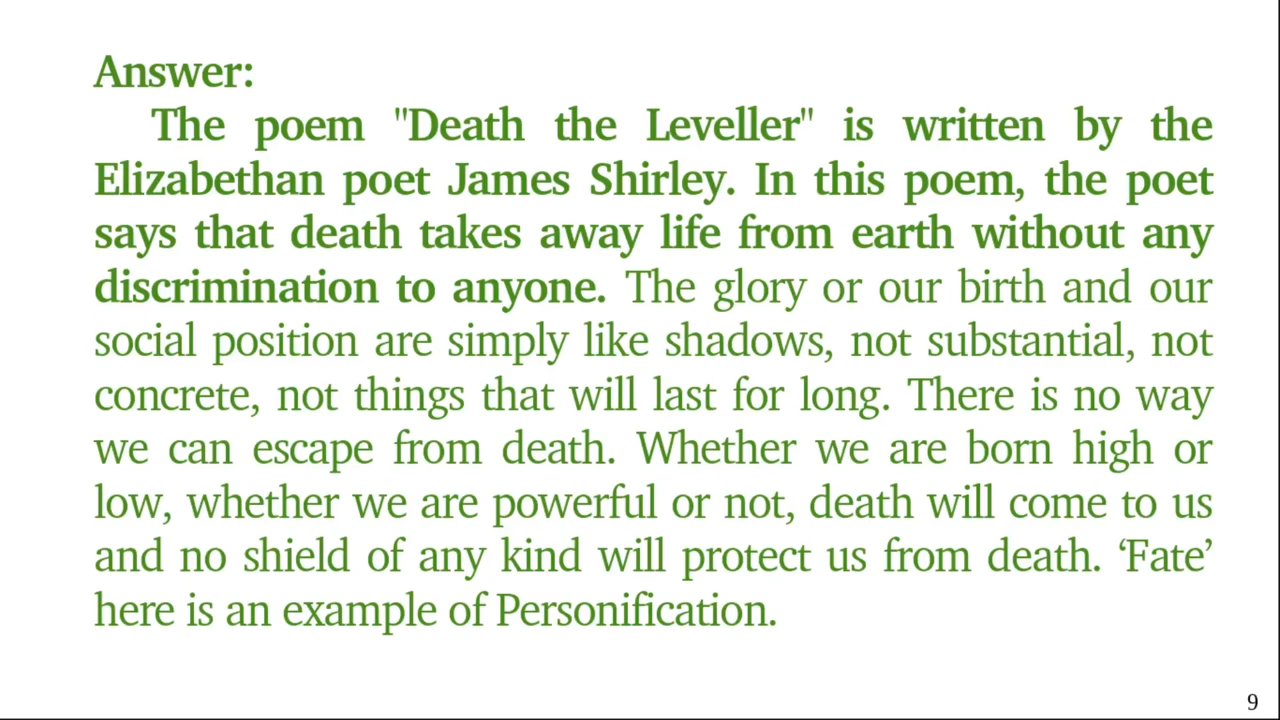 Answer:
The poem "Death the Leveller" is written by the
Elizabethan poet James Shirley. In this poem, the poet
says that death takes away life from earth without any
discrimination to anyone. The glory or our birth and our
social position are simply like shadows, not substantial, not
concrete, not things that will last for long. There is no way
we can escape from death. Whether we are born high or
low, whether we are powerful or not, death will come to us
and no shield of any kind will protect us from death. ‘Fate’
here is an example of Personification.
9